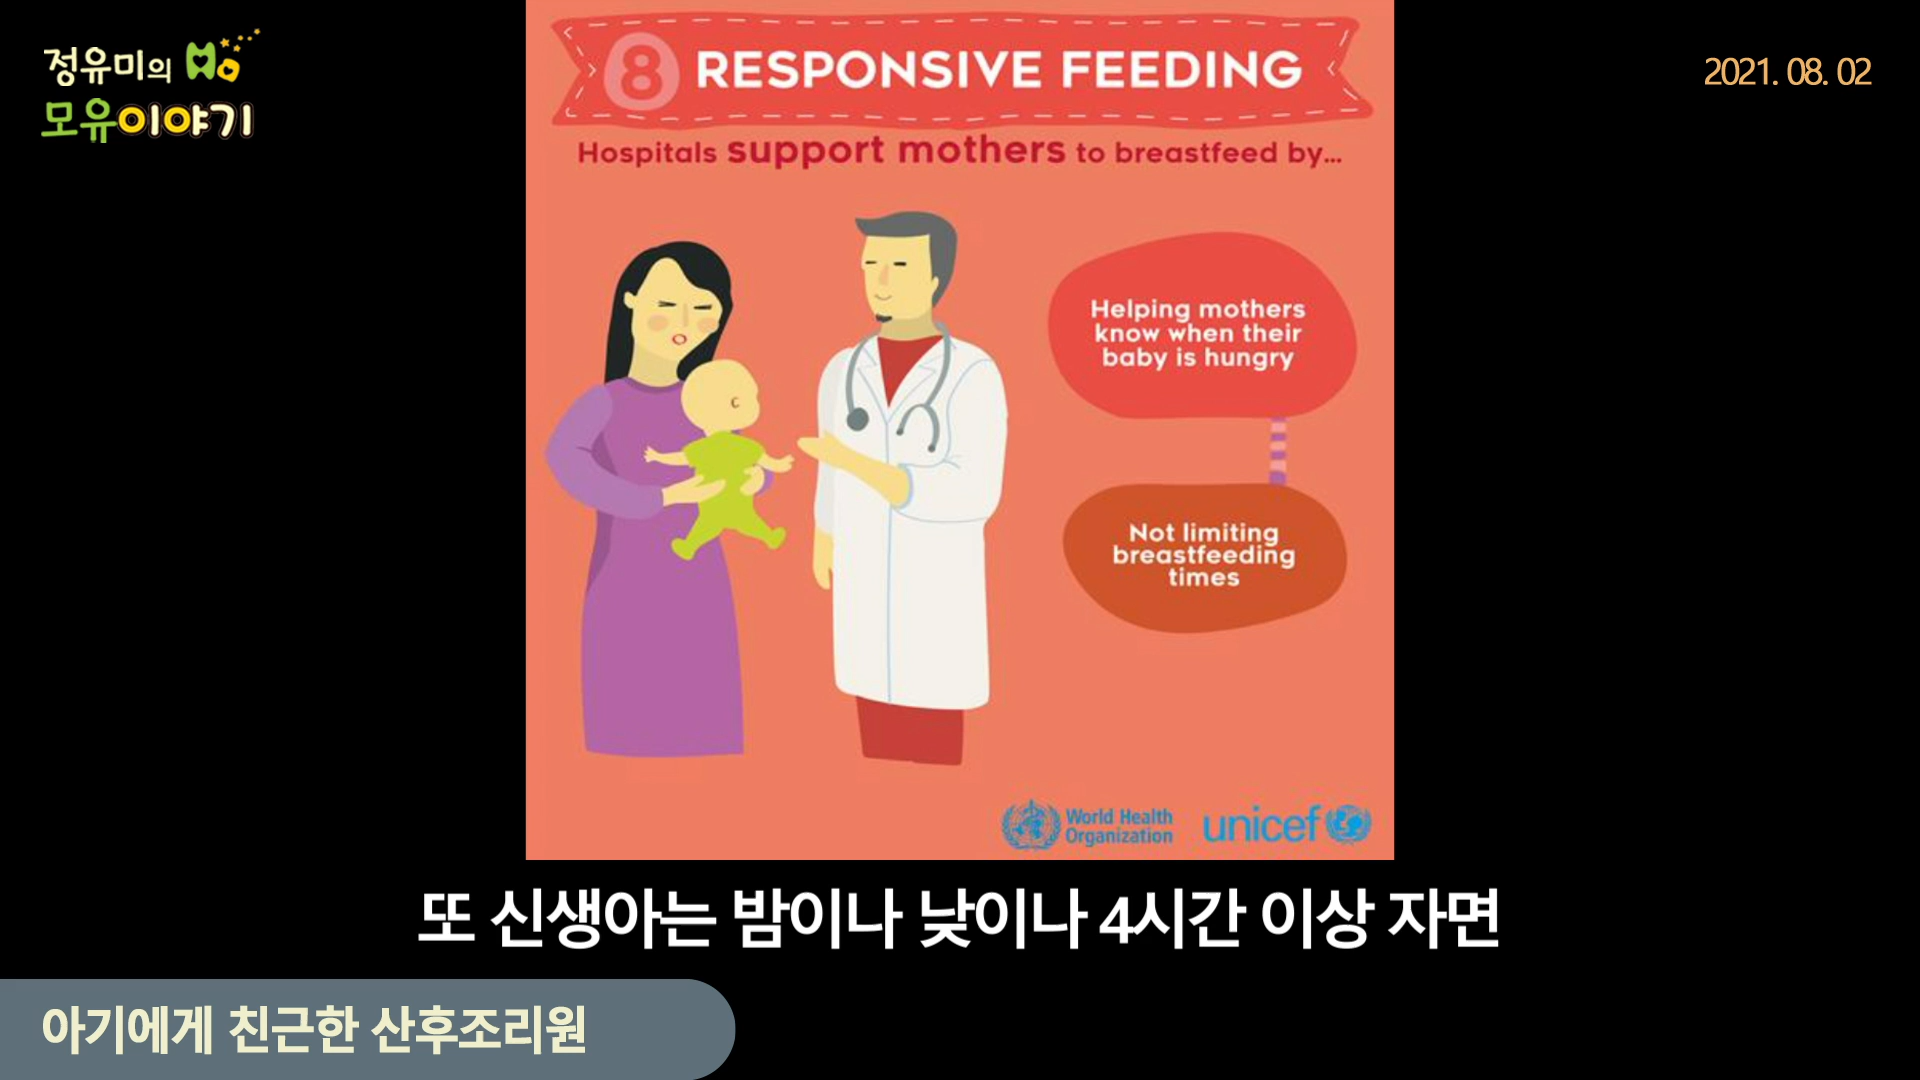 정유미의 Mo
모유이야기
2021. 08. 02
8 RESPONSIVE FEEDING
Hospitals support mothers to breastfeed by...
Helping mothers
know when their
baby is hungry
Not limiting
breastfeeding
times
World Health
Organization
unicef
또 신생아는 밤이나 낮이나 4시간 이상 자면
아기에게 친근한 산후조리원